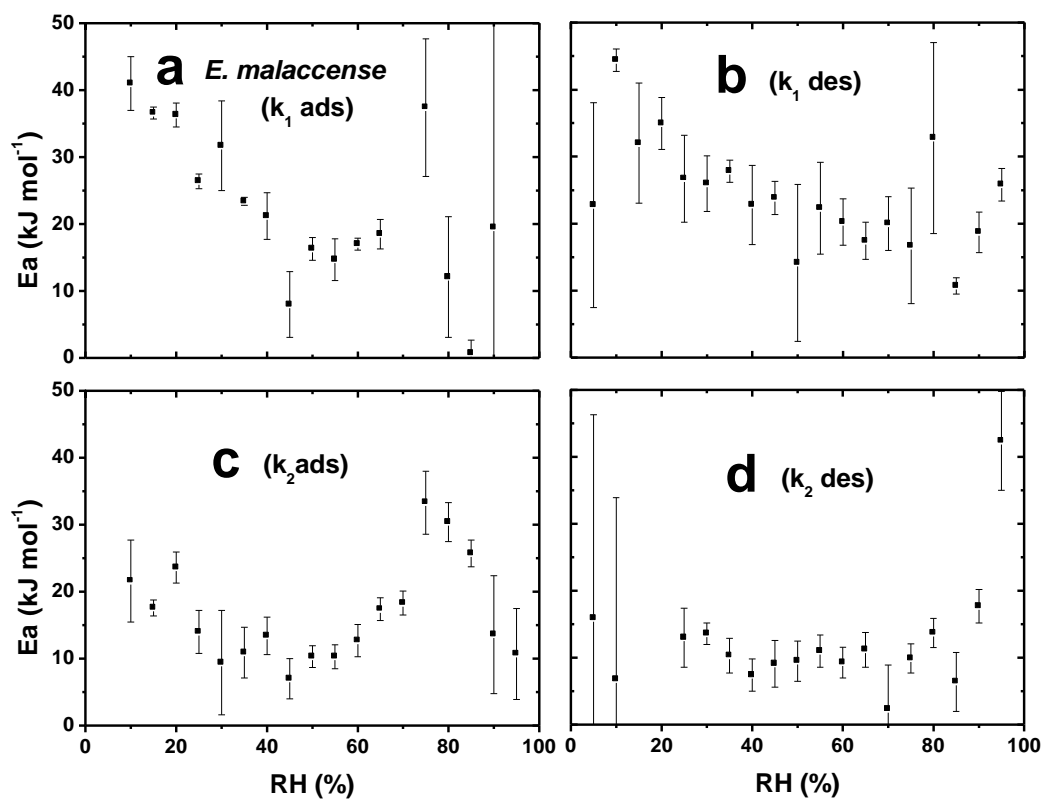 50
40
30
20
10
0
Ea (kJ mol⁻¹)
a E. malaccense
(k₁ ads)
b (k₁ des)
50
40
30
20
10
0
Ea (kJ mol⁻¹)
c (k₂ads)
d (k₂ des)
0 20 40 60 80 100
0 20 40 60 80 100
RH (%)
RH (%)